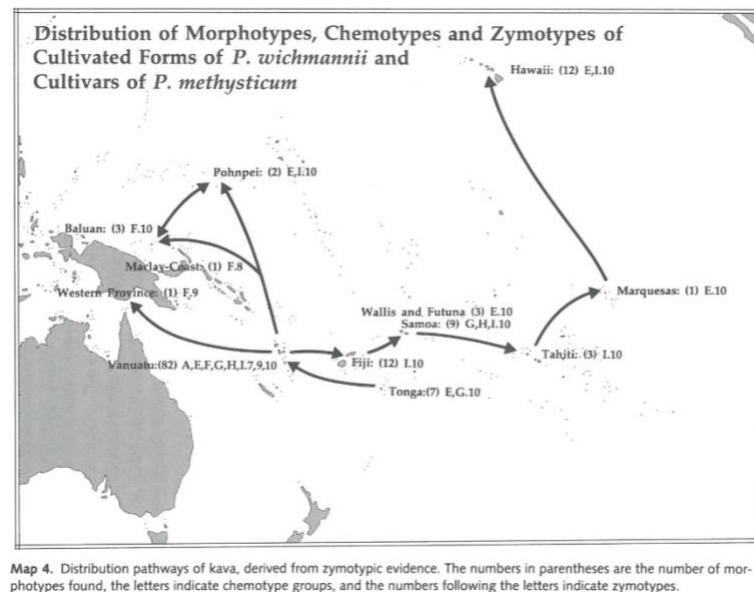 Distribution of Morphotypes, Chemotypes and Zymotypes of
Cultivated Forms of P. wichmannii and
Cultivars of P. methysticum
Hawaii: (12) E,I.10
Pohnpei: (2) E,I.10
Baluan: (3) F.10
Maclay-Coast: (1) F.8
Western Province: (1) F,9
Marquesas: (1) E.10
Wallis and Futuna (3) E.10
Samoa: (9) G,H,I.10
Vanuatu:(82) A,E,F,G,H,I.7,9,10
Fiji: (12) I.10
Tahiti: (3) I.10
Tonga:(7) E,G.10
Map 4. Distribution pathways of kava, derived from zymotypic evidence. The numbers in parentheses are the number of mor-
photypes found, the letters indicate chemotype groups, and the numbers following the letters indicate zymotypes.